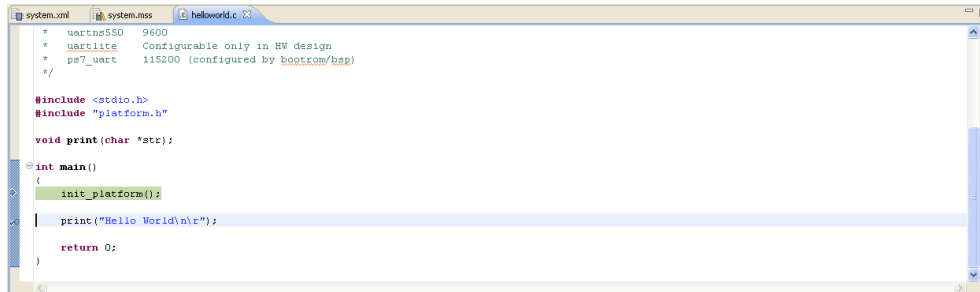 system.xml system.mss helloworld.c
* uartns550 9600
* uartlite Configurable only in HW design
* ps7_uart 115200 (configured by bootrom/bsp)
*/
#include <stdio.h>
#include "platform.h"
void print(char *str);
int main()
{
init_platform();
print("Hello World\n\r");
return 0;
}